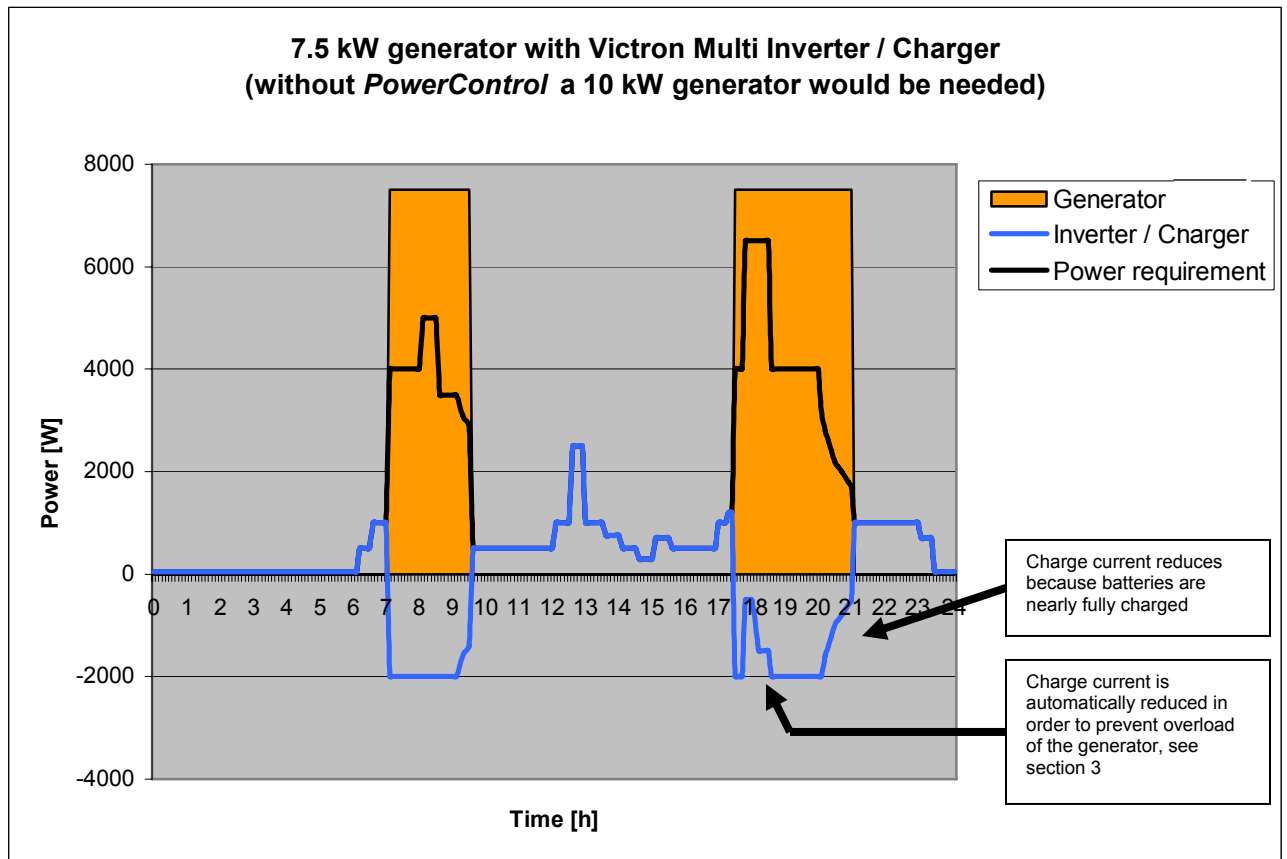 7.5 kW generator with Victron Multi Inverter / Charger
(without PowerControl a 10 kW generator would be needed)
8000
6000
4000
2000
0
-2000
-4000
Power [W]
0 1 2 3 4 5 6 7 8 9 10 11 12 13 14 15 16 17 18 19 20 21 22 23 24
Time [h]
Generator
Inverter / Charger
Power requirement
Charge current reduces
because batteries are
nearly fully charged
Charge current is
automatically reduced in
order to prevent overload
of the generator, see
section 3